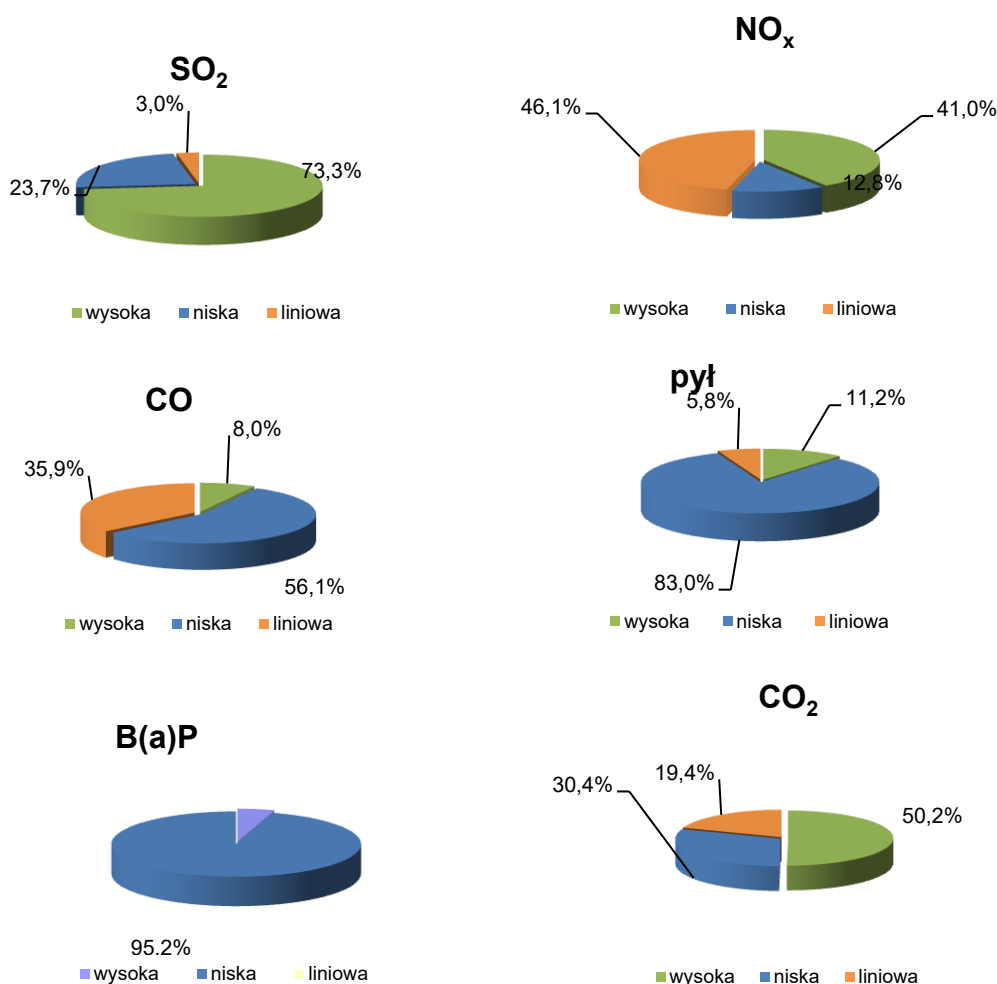 SO2
3,0%
73,3%
23,7%
wysoka niska liniowa
NOx
46,1%
41,0%
12,8%
wysoka niska liniowa
CO
8,0%
35,9%
56,1%
wysoka niska liniowa
pył
5,8%
11,2%
83,0%
wysoka niska liniowa
B(a)P
95.2%
wysoka niska liniowa
CO2
19,4%
30,4%
50,2%
wysoka niska liniowa